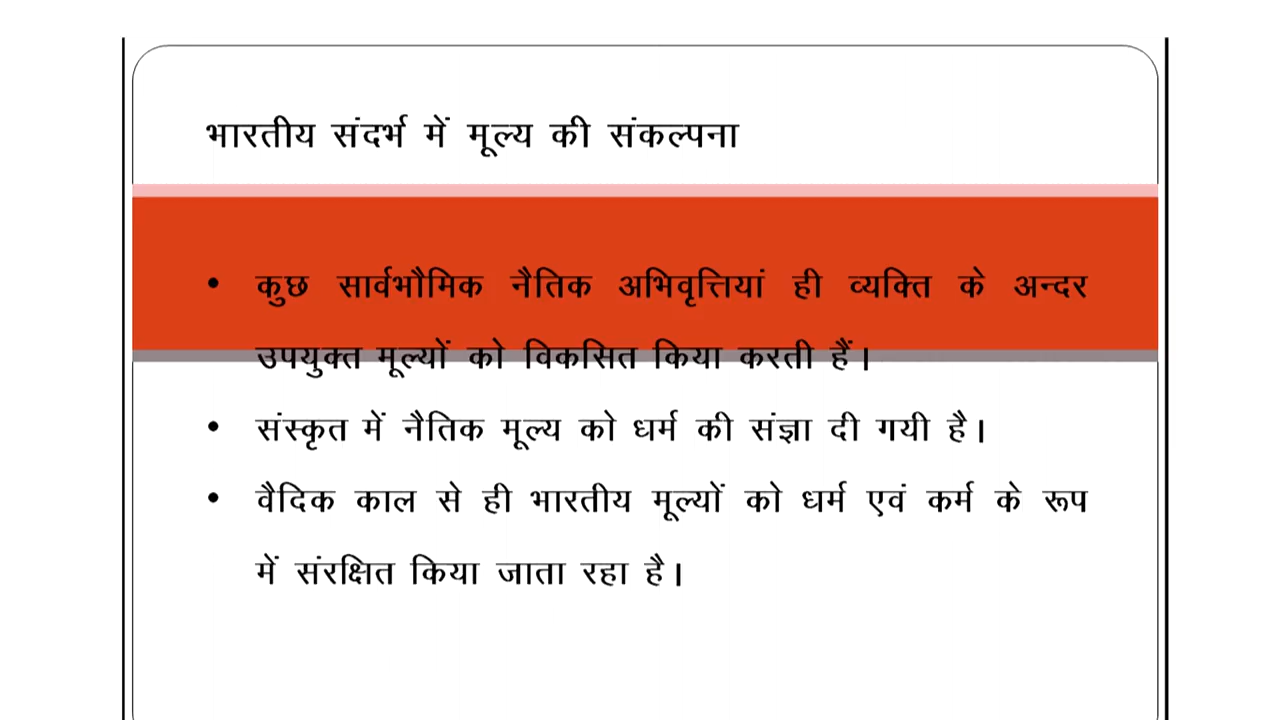 भारतीय संदर्भ में मूल्य की संकल्पना
• कुछ सार्वभौमिक नैतिक अभिवृत्तियां ही व्यक्ति के अन्दर
उपयुक्त मूल्यों को विकसित किया करती हैं।
• संस्कृत में नैतिक मूल्य को धर्म की संज्ञा दी गयी है।
• वैदिक काल से ही भारतीय मूल्यों को धर्म एवं कर्म के रूप
में संरक्षित किया जाता रहा है।